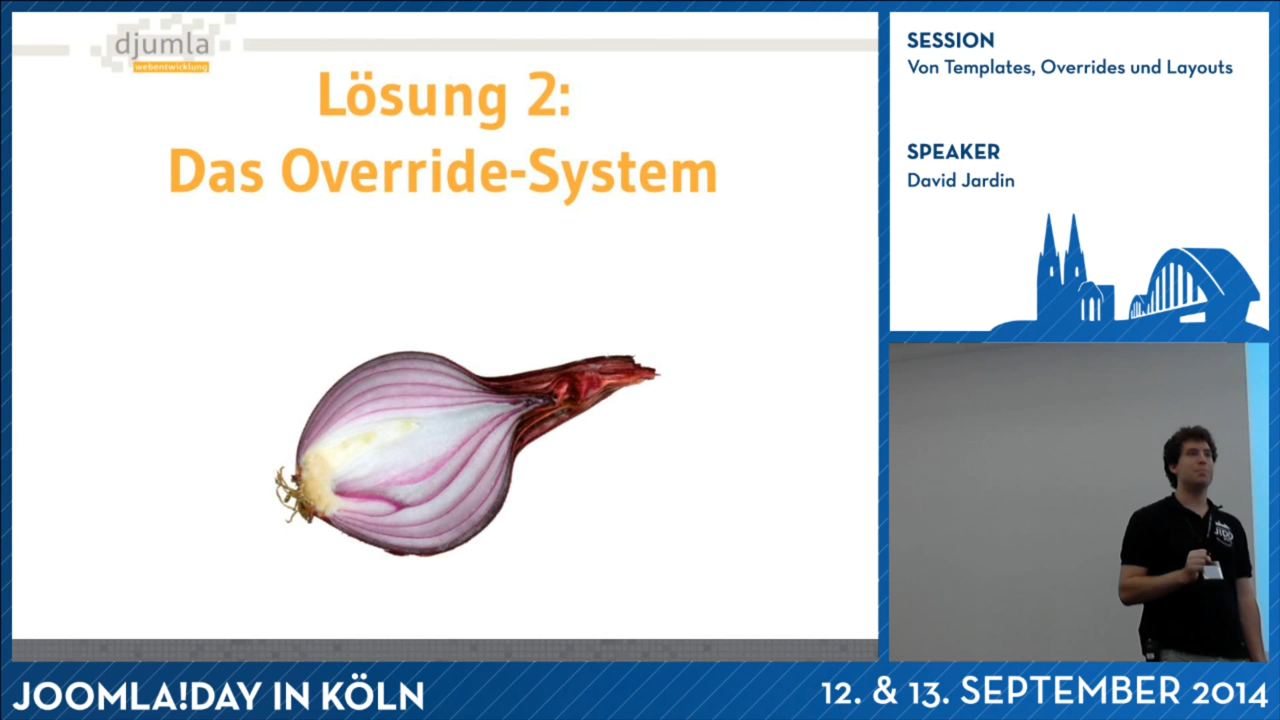 djumla
webentwicklung
Lösung 2:
Das Override-System
SESSION
Von Templates, Overrides und Layouts
SPEAKER
David Jardin
JOOMLA!DAY IN KÖLN
12. & 13. SEPTEMBER 2014